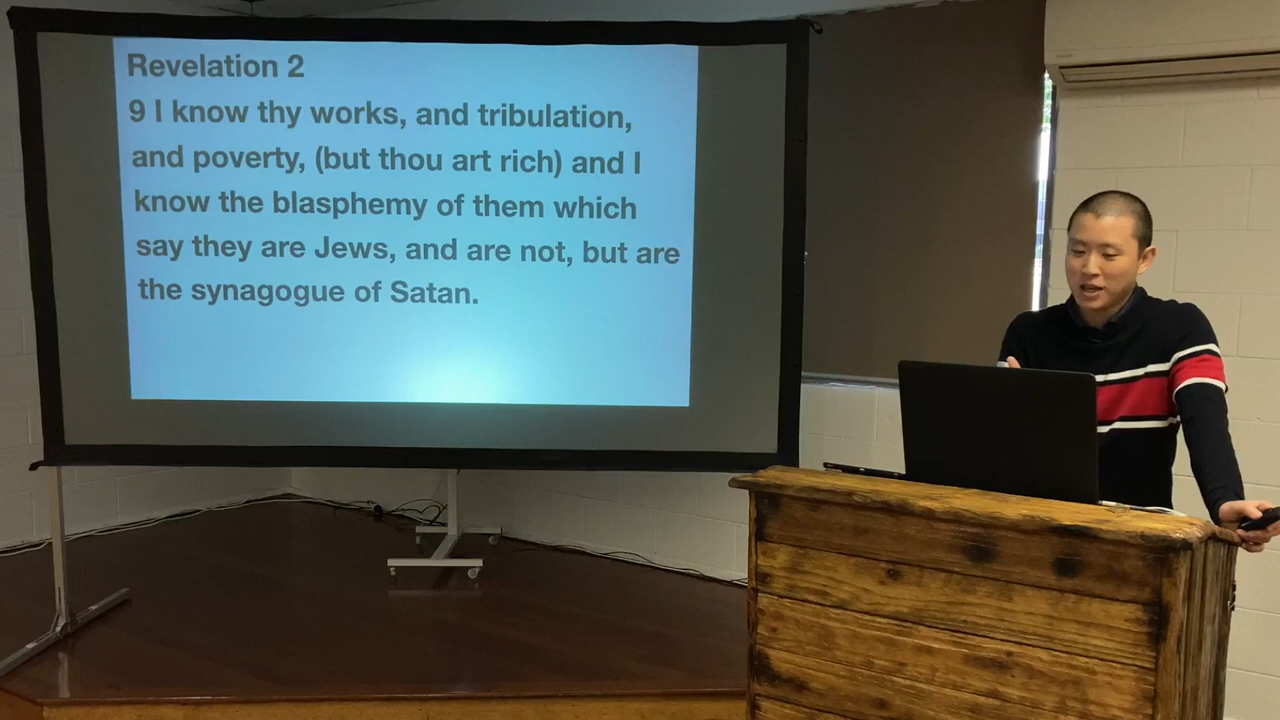 Revelation 2
9 I know thy works, and tribulation,
and poverty, (but thou art rich) and I
know the blasphemy of them which
say they are Jews, and are not, but are
the synagogue of Satan.